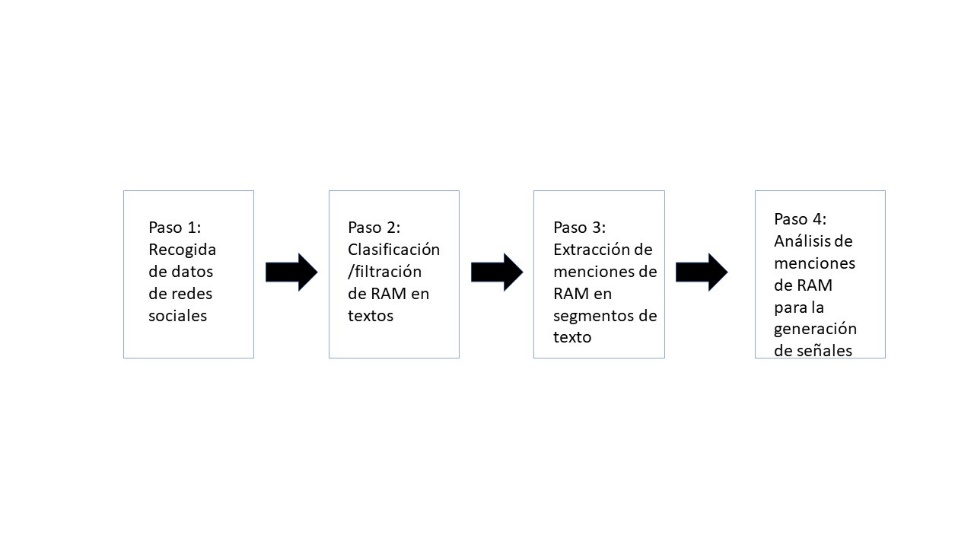 Paso 1:
Recogida
de datos
de redes
sociales
Paso 2:
Clasificación
/filtración
de RAM en
textos
Paso 3:
Extracción de
menciones de
RAM en
segmentos de
texto
Paso 4:
Análisis de
menciones
de RAM
para la
generación
de señales